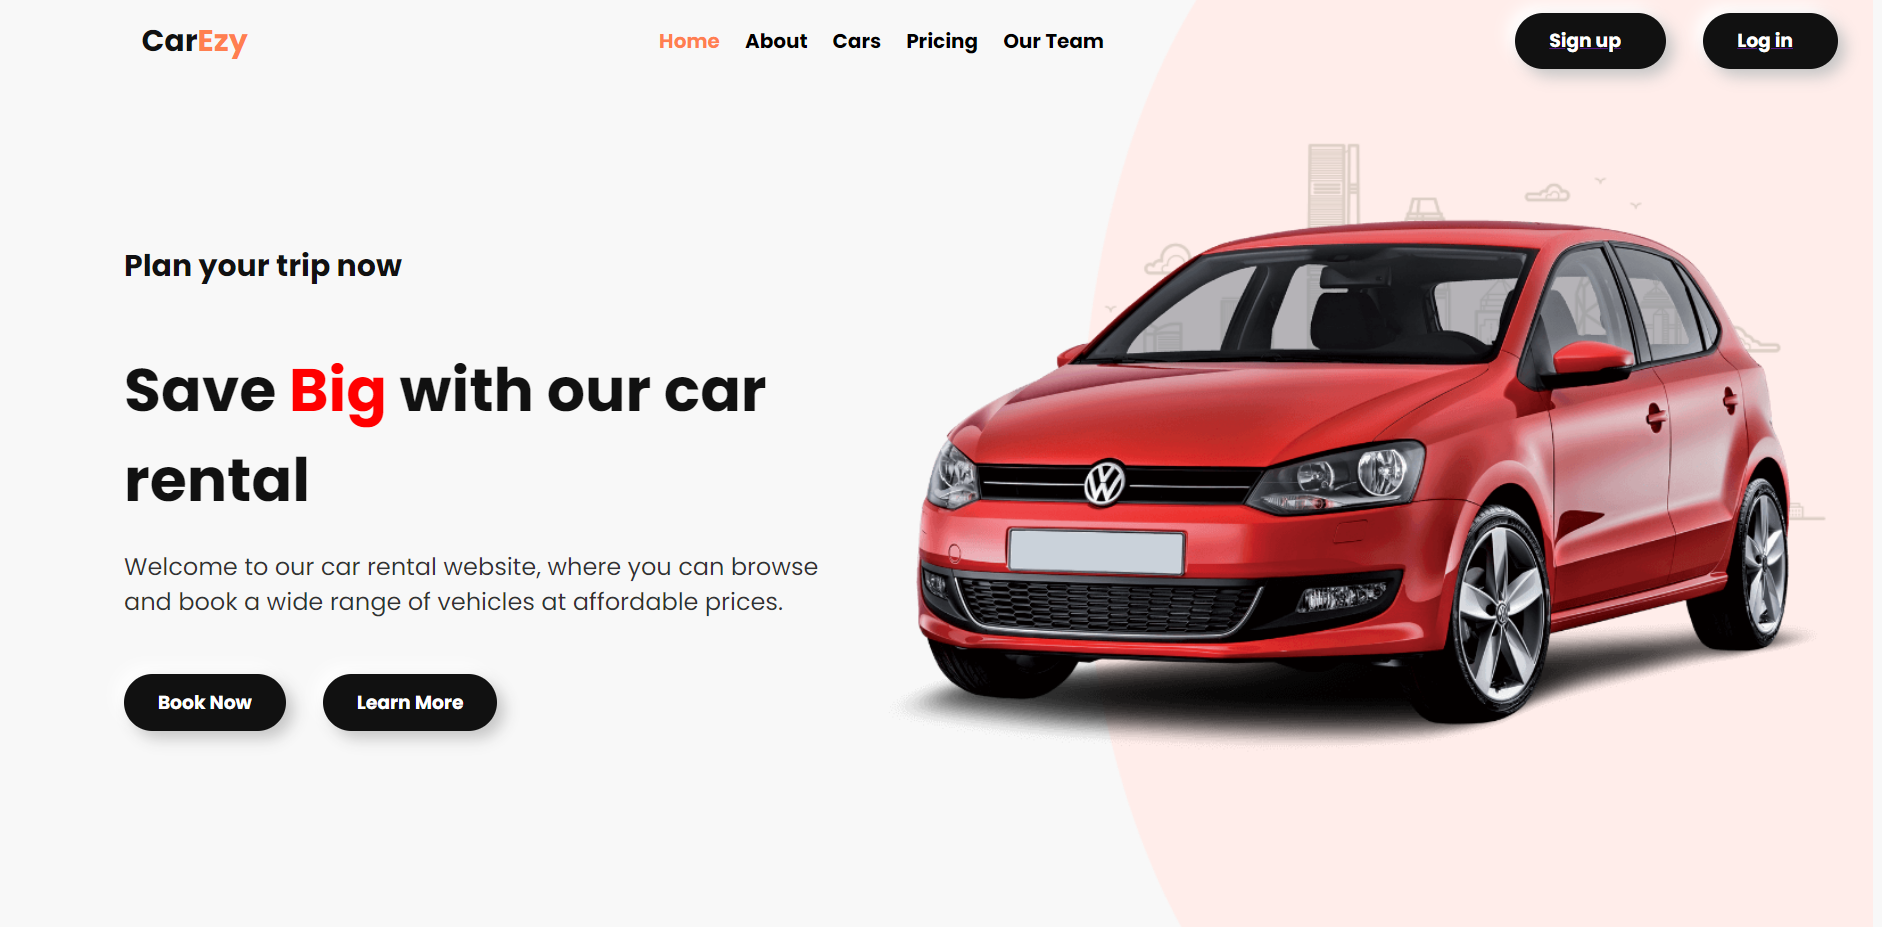 CarEzy
Home About Cars Pricing Our Team
Sign up Log in
Plan your trip now
Save Big with our car
rental
Welcome to our car rental website, where you can browse
and book a wide range of vehicles at affordable prices.
Book Now Learn More